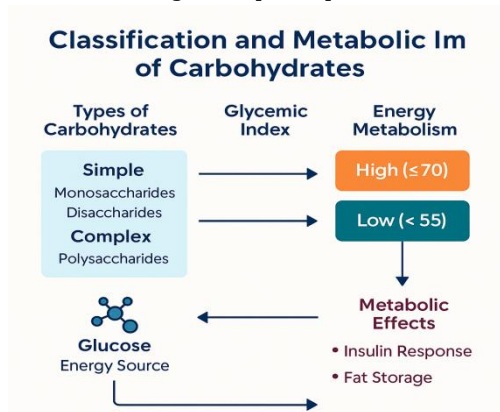 Classification and Metabolic Im
of Carbohydrates
Types of
Carbohydrates
Glycemic
Index
Energy
Metabolism
Simple
Monosaccharides
Disaccharides
Complex
Polysaccharides
High (≤70)
Low (< 55)
Glucose
Energy Source
Metabolic
Effects
• Insulin Response
• Fat Storage